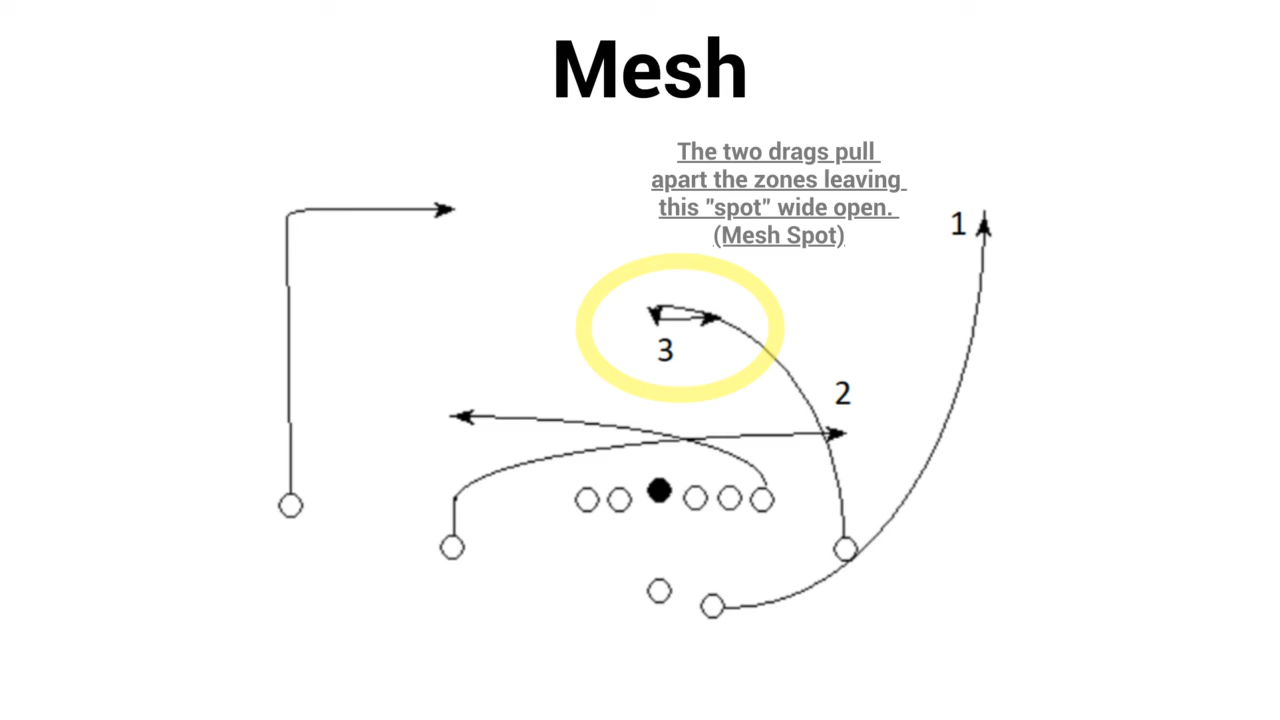 Mesh
The two drags pull
apart the zones leaving
this "spot" wide open.
(Mesh Spot)
1
3
2